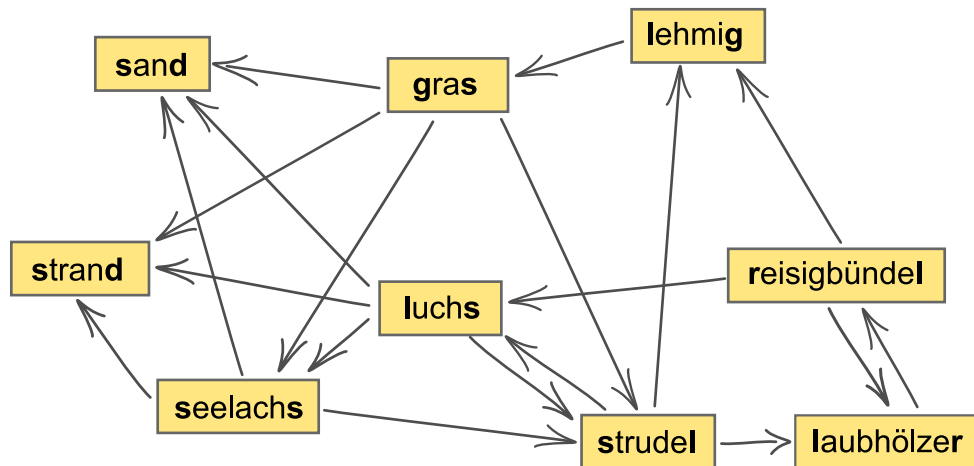 lehmig
sand
gras
strand
reisigbündel
luchs
seelachs
strudel
laubhölzer